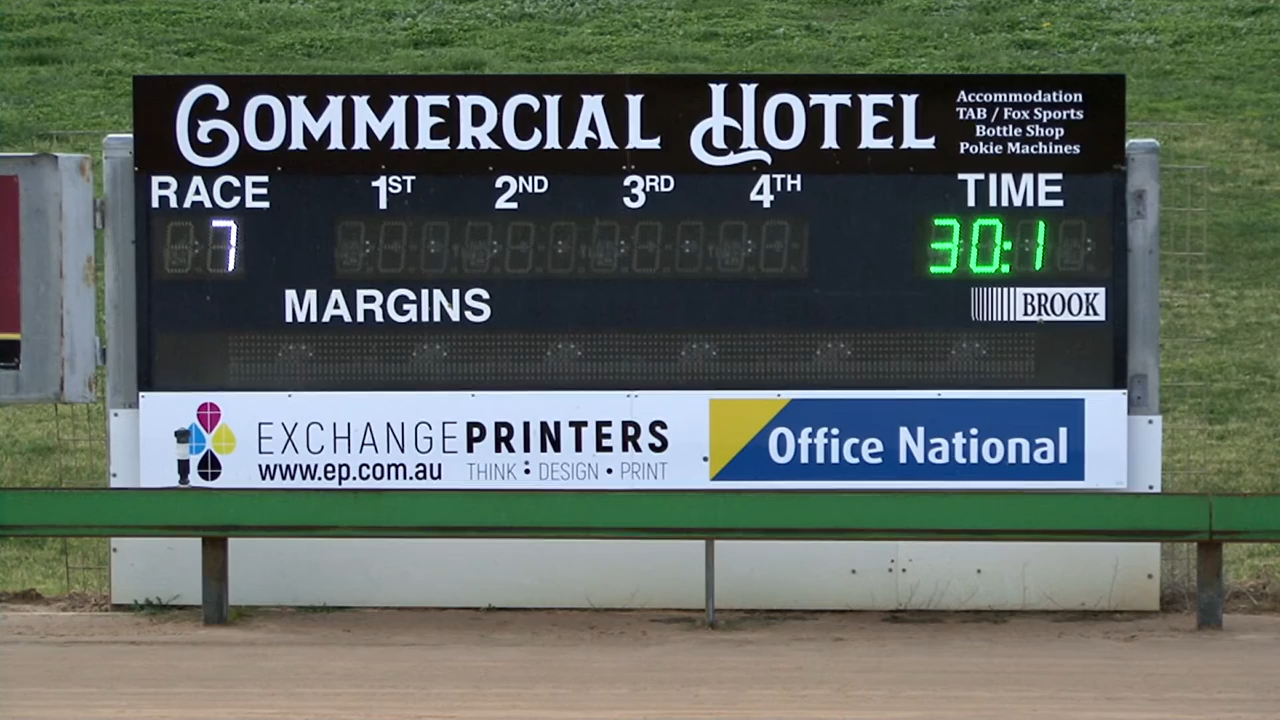 COMMERCIAL HOTEL
Accommodation
TAB / Fox Sports
Bottle Shop
Pokie Machines
RACE 1ST 2ND 3RD 4TH TIME
7 30:1
MARGINS
BROOK
EXCHANGEPRINTERS
www.ep.com.au THINK • DESIGN • PRINT
Office National